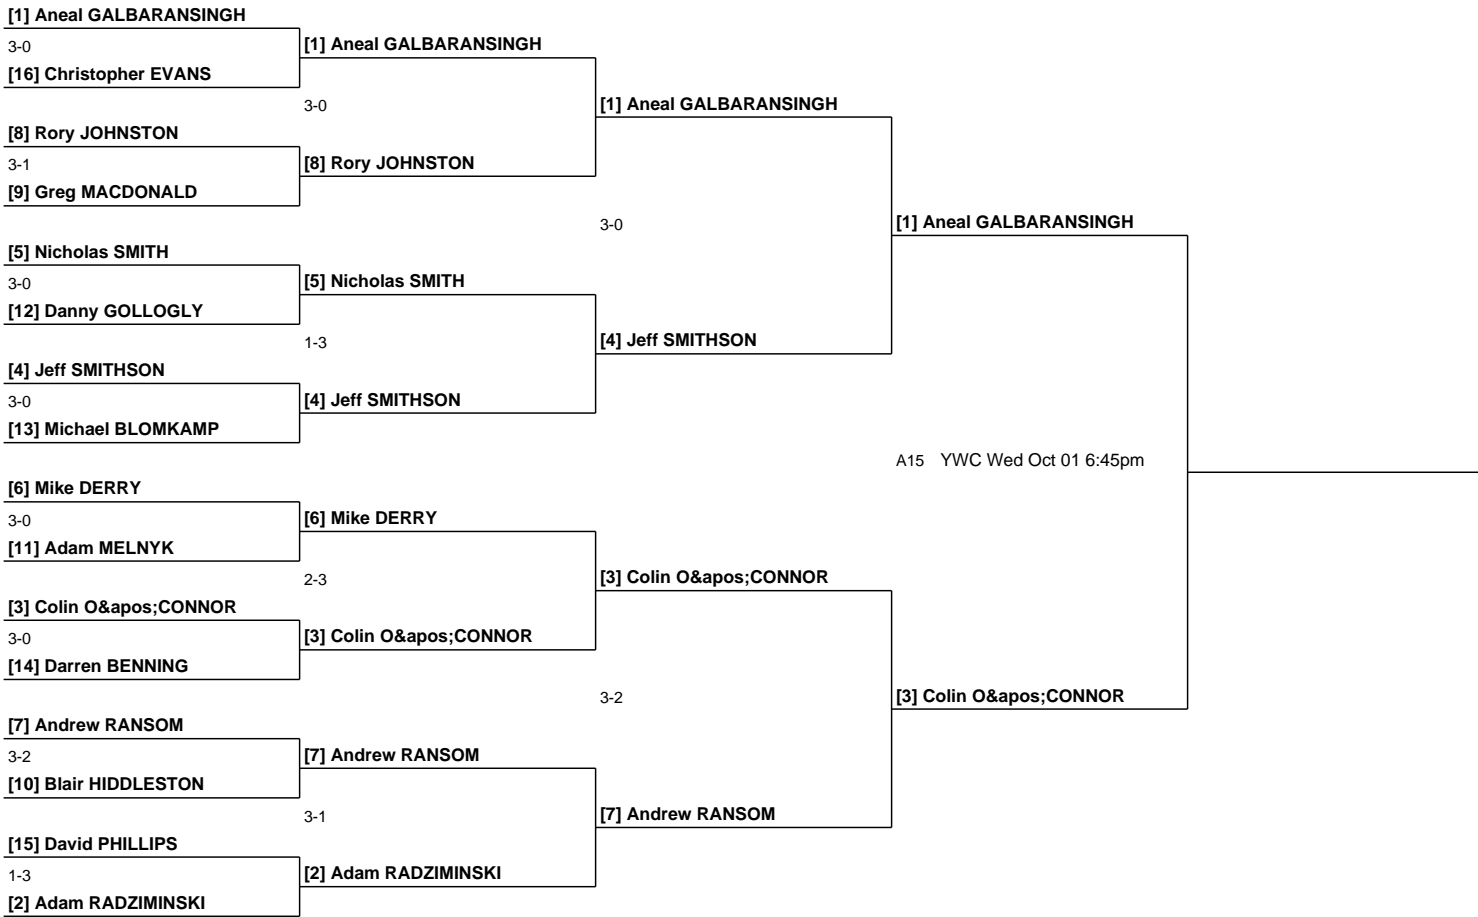 [1] Aneal GALBARANSINGH
3-0
[16] Christopher EVANS
[8] Rory JOHNSTON
3-1
[9] Greg MACDONALD
[5] Nicholas SMITH
3-0
[12] Danny GOLLOGLY
[4] Jeff SMITHSON
3-0
[13] Michael BLOMKAMP
[6] Mike DERRY
3-0
[11] Adam MELNYK
[3] Colin O&apos;CONNOR
3-0
[14] Darren BENNING
[7] Andrew RANSOM
3-2
[10] Blair HIDDLESTON
[15] David PHILLIPS
1-3
[2] Adam RADZIMINSKI
[1] Aneal GALBARANSINGH
3-0
[8] Rory JOHNSTON
[5] Nicholas SMITH
1-3
[4] Jeff SMITHSON
[6] Mike DERRY
2-3
[3] Colin O&apos;CONNOR
[7] Andrew RANSOM
3-1
[2] Adam RADZIMINSKI
[1] Aneal GALBARANSINGH
3-0
[4] Jeff SMITHSON
[3] Colin O&apos;CONNOR
3-2
[7] Andrew RANSOM
[1] Aneal GALBARANSINGH
A15 YWC Wed Oct 01 6:45pm
[3] Colin O&apos;CONNOR